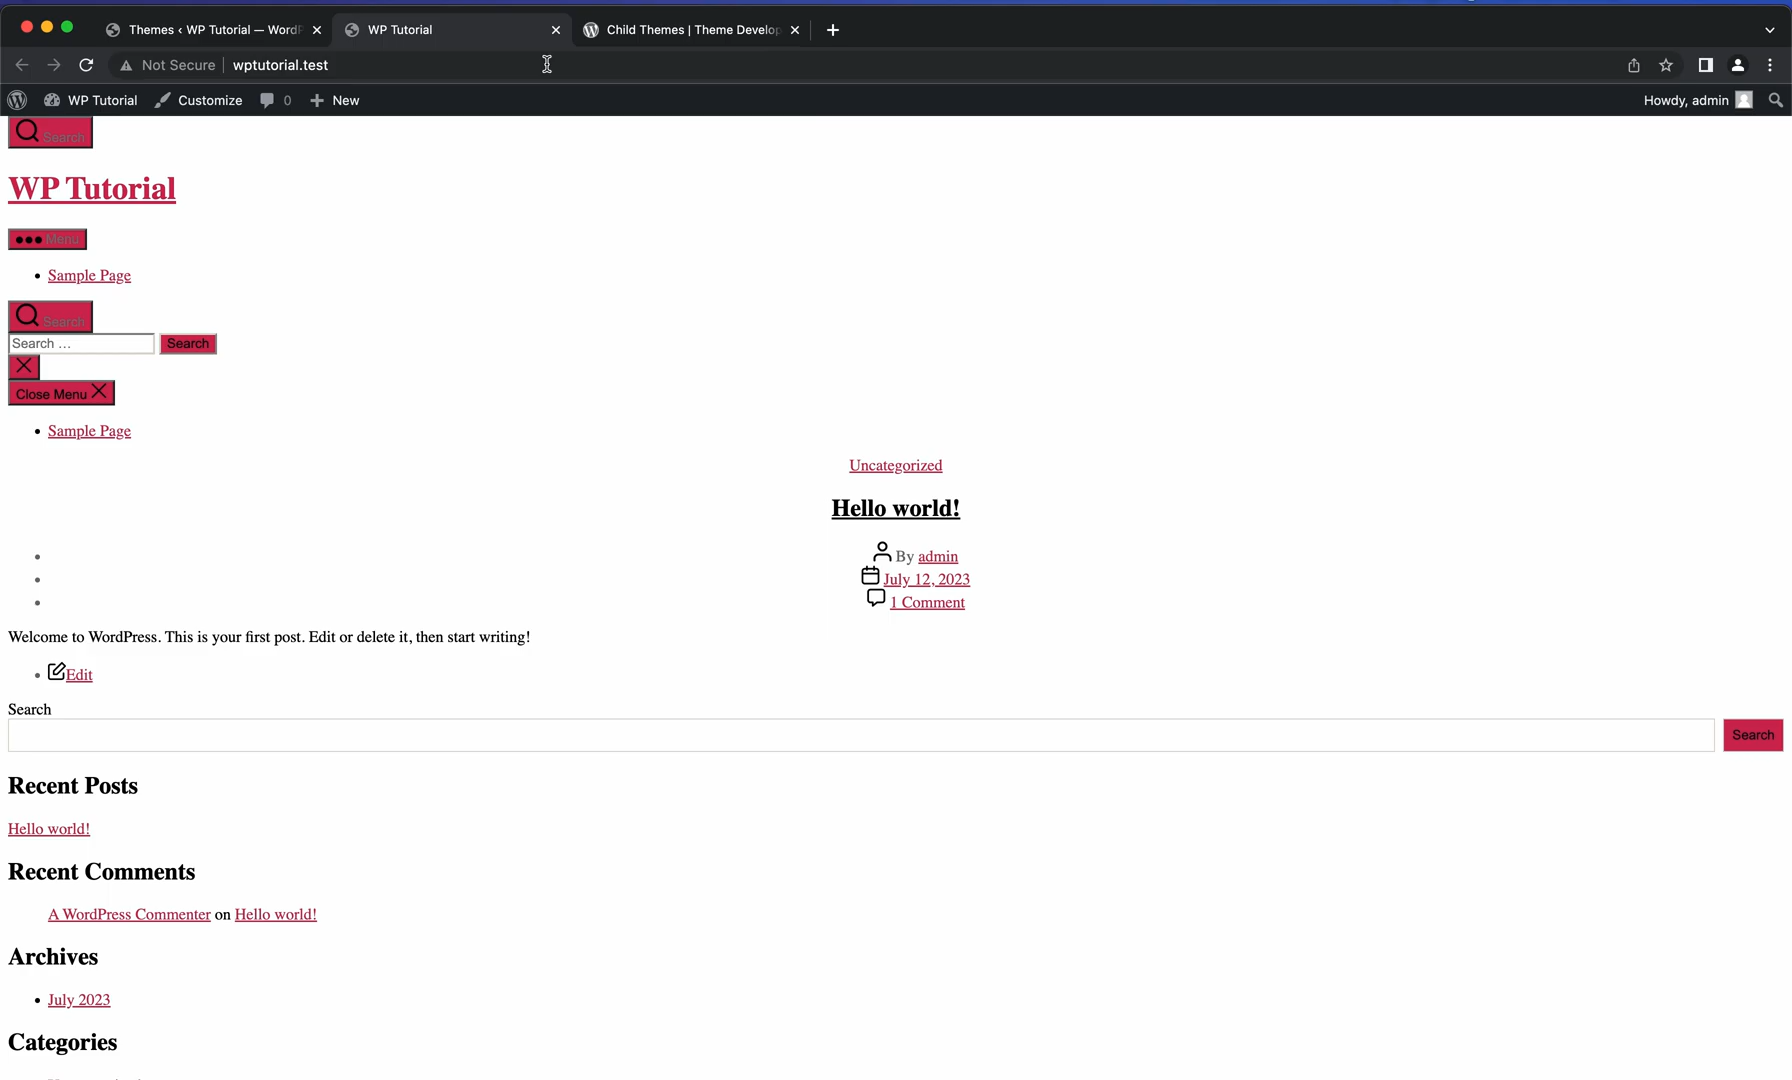 Themes ‹ WP Tutorial — WordP
WP Tutorial
Child Themes | Theme Develop
Not Secure
wptutorial.test
WP Tutorial
Customize
0
New
Howdy, admin
Search
WP Tutorial
Menu
Sample Page
Search
Search …
Search
Close Menu
Sample Page
Uncategorized
Hello world!
By admin
July 12, 2023
1 Comment
Welcome to WordPress. This is your first post. Edit or delete it, then start writing!
Edit
Search
Search
Recent Posts
Hello world!
Recent Comments
A WordPress Commenter on Hello world!
Archives
July 2023
Categories